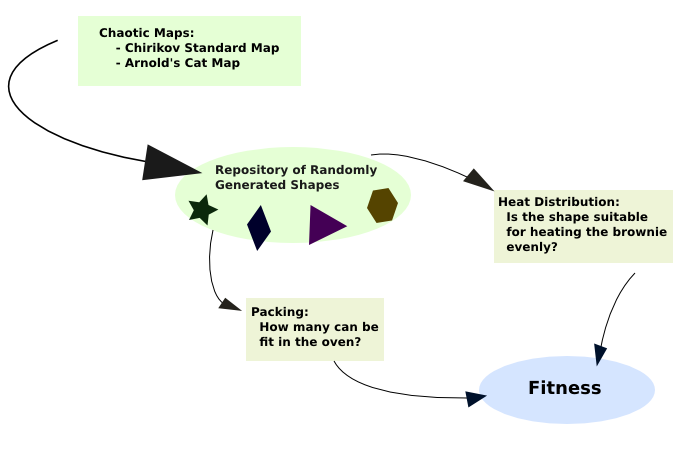 Chaotic Maps:
- Chirikov Standard Map
- Arnold's Cat Map
Repository of Randomly
Generated Shapes
Heat Distribution:
Is the shape suitable
for heating the brownie
evenly?
Packing:
How many can be
fit in the oven?
Fitness